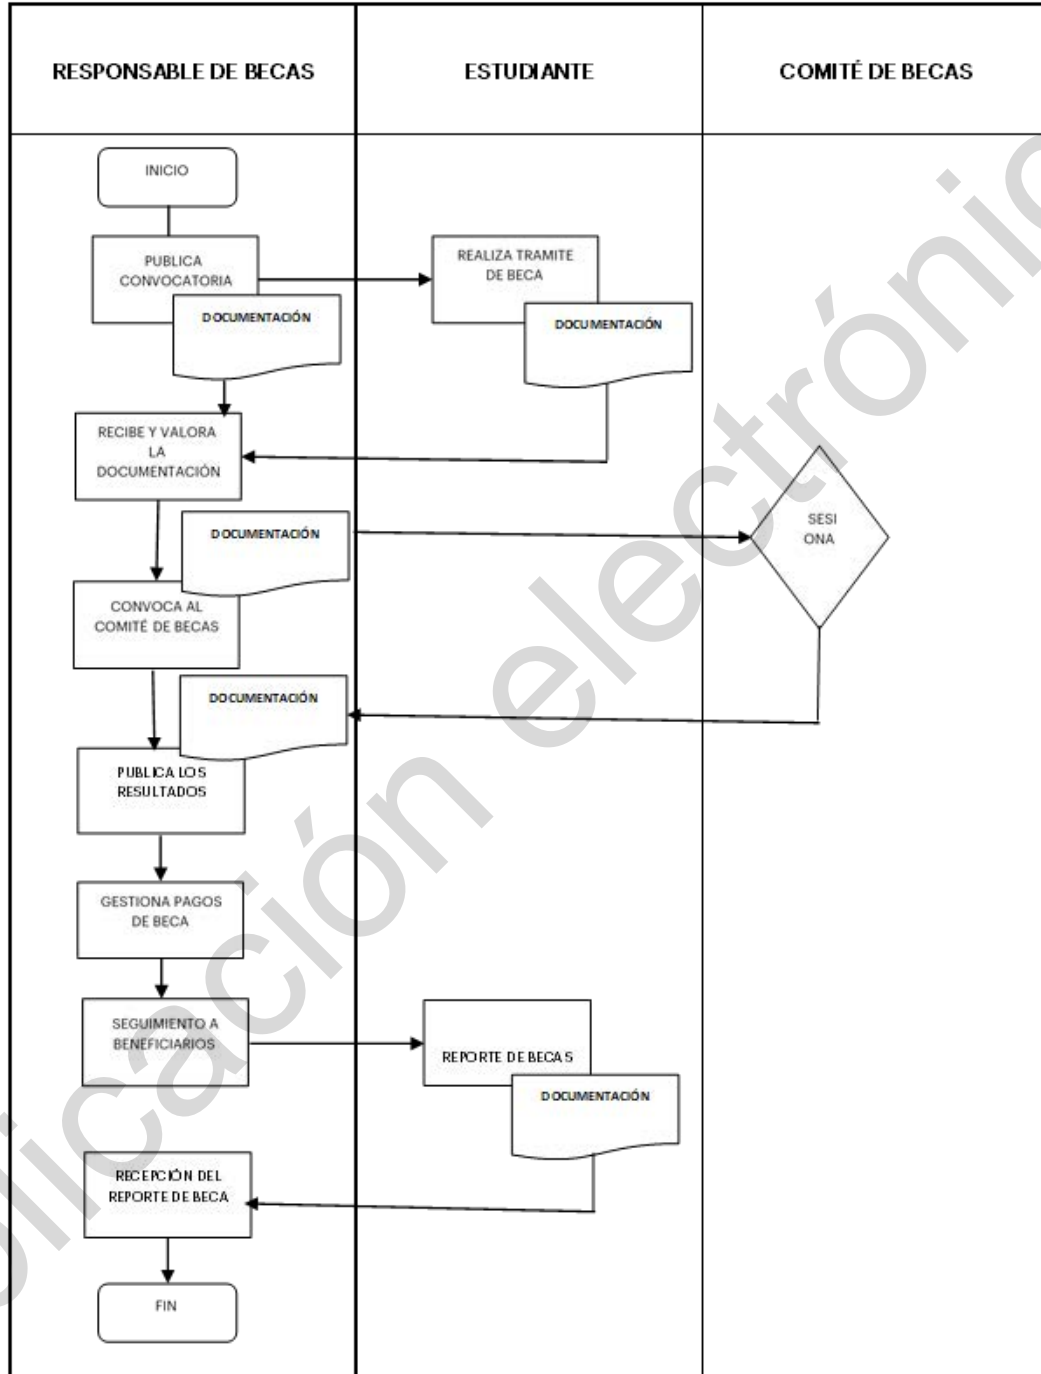 RESPONSABLE DE BECAS
ESTUDIANTE
COMITÉ DE BECAS
INICIO
PUBLICA
CONVOCATORIA
DOCUMENTACIÓN
REALIZA TRAMITE
DE BECA
DOCUMENTACIÓN
RECIBE Y VALORA
LA
DOCUMENTACIÓN
DOCUMENTACIÓN
SESI
ONA
CONVOCA AL
COMITÉ DE BECAS
DOCUMENTACIÓN
PUBLICA LOS
RESULTADOS
GESTIONA PAGOS
DE BECA
SEGUIMIENTO A
BENEFICIARIOS
REPORTE DE BECAS
DOCUMENTACIÓN
RECEPCIÓN DEL
REPORTE DE BECA
FIN
blicación electrónic